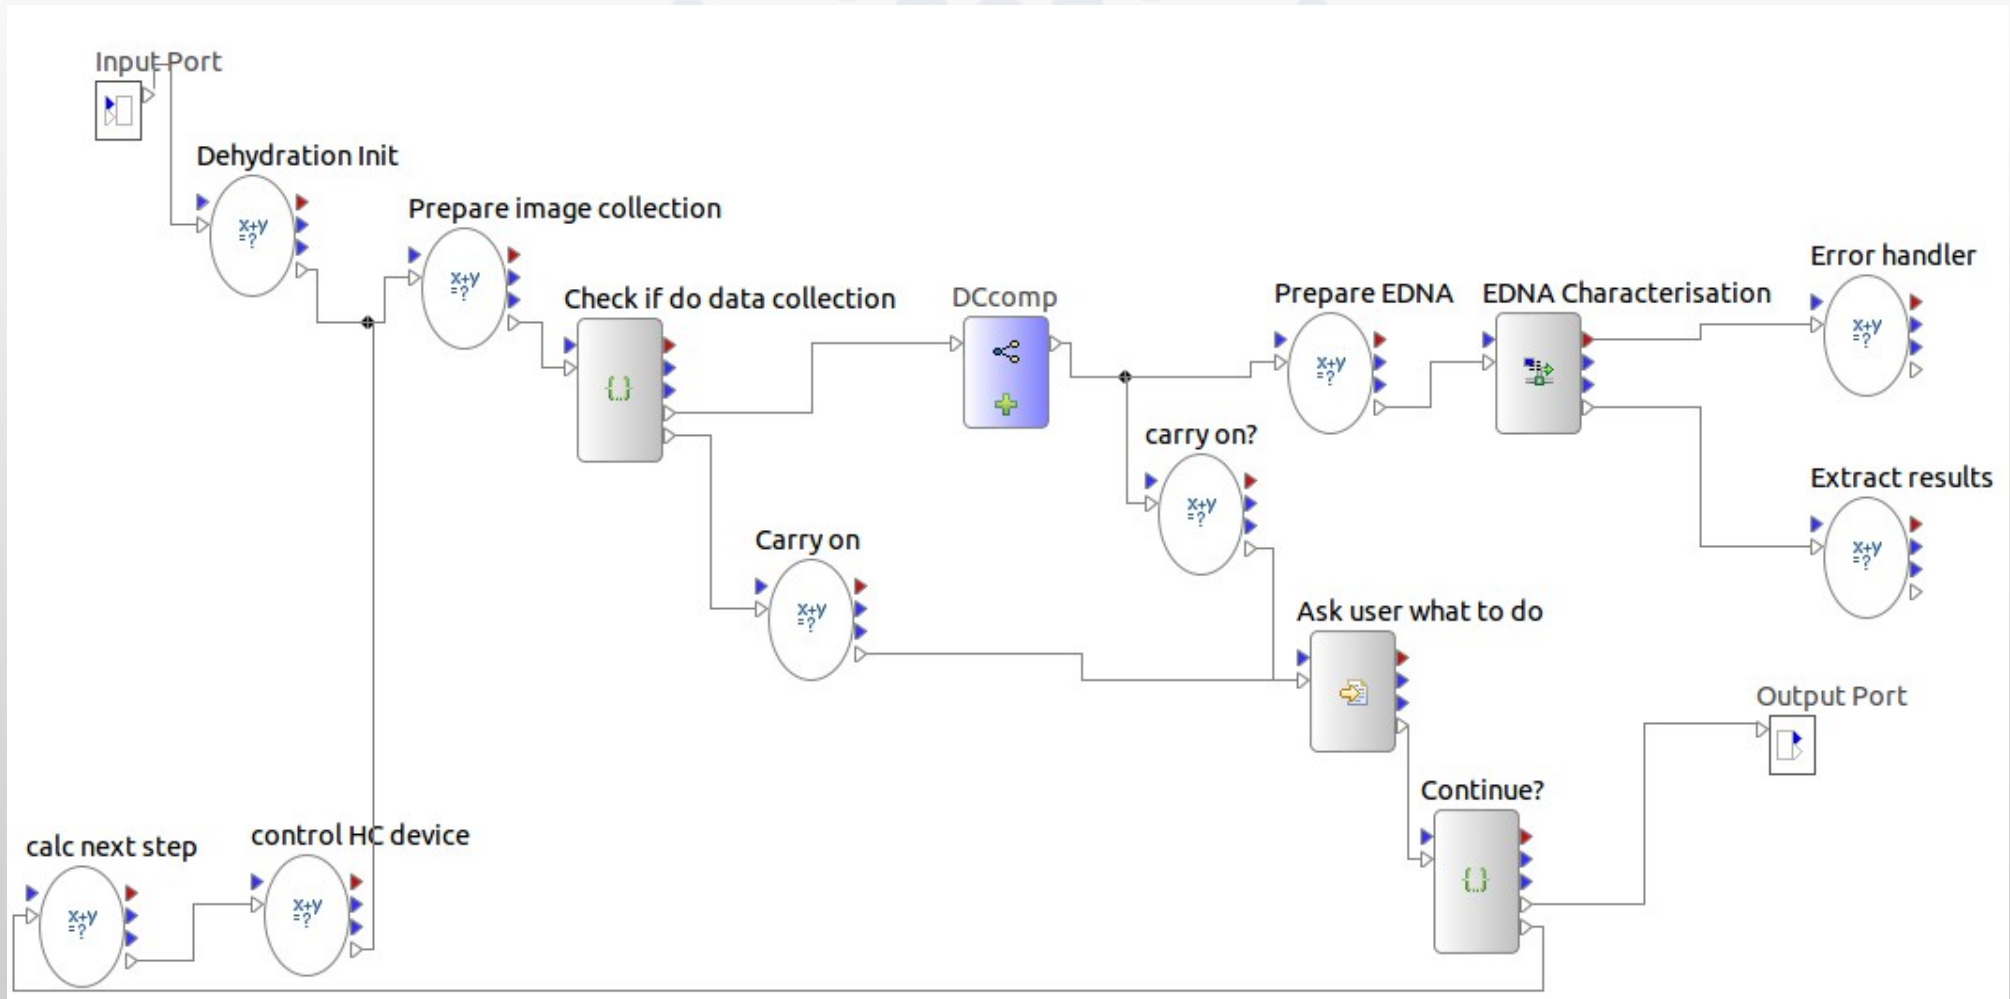 Input Port
Dehydration Init
x+y
=?
Prepare image collection
x+y
=?
Check if do data collection
{...}
DCcomp
Prepare EDNA
x+y
=?
EDNA Characterisation
Error handler
x+y
=?
carry on?
x+y
=?
Extract results
x+y
=?
Carry on
x+y
=?
Ask user what to do
Output Port
Continue?
{...}
calc next step
x+y
=?
control HC device
x+y
=?